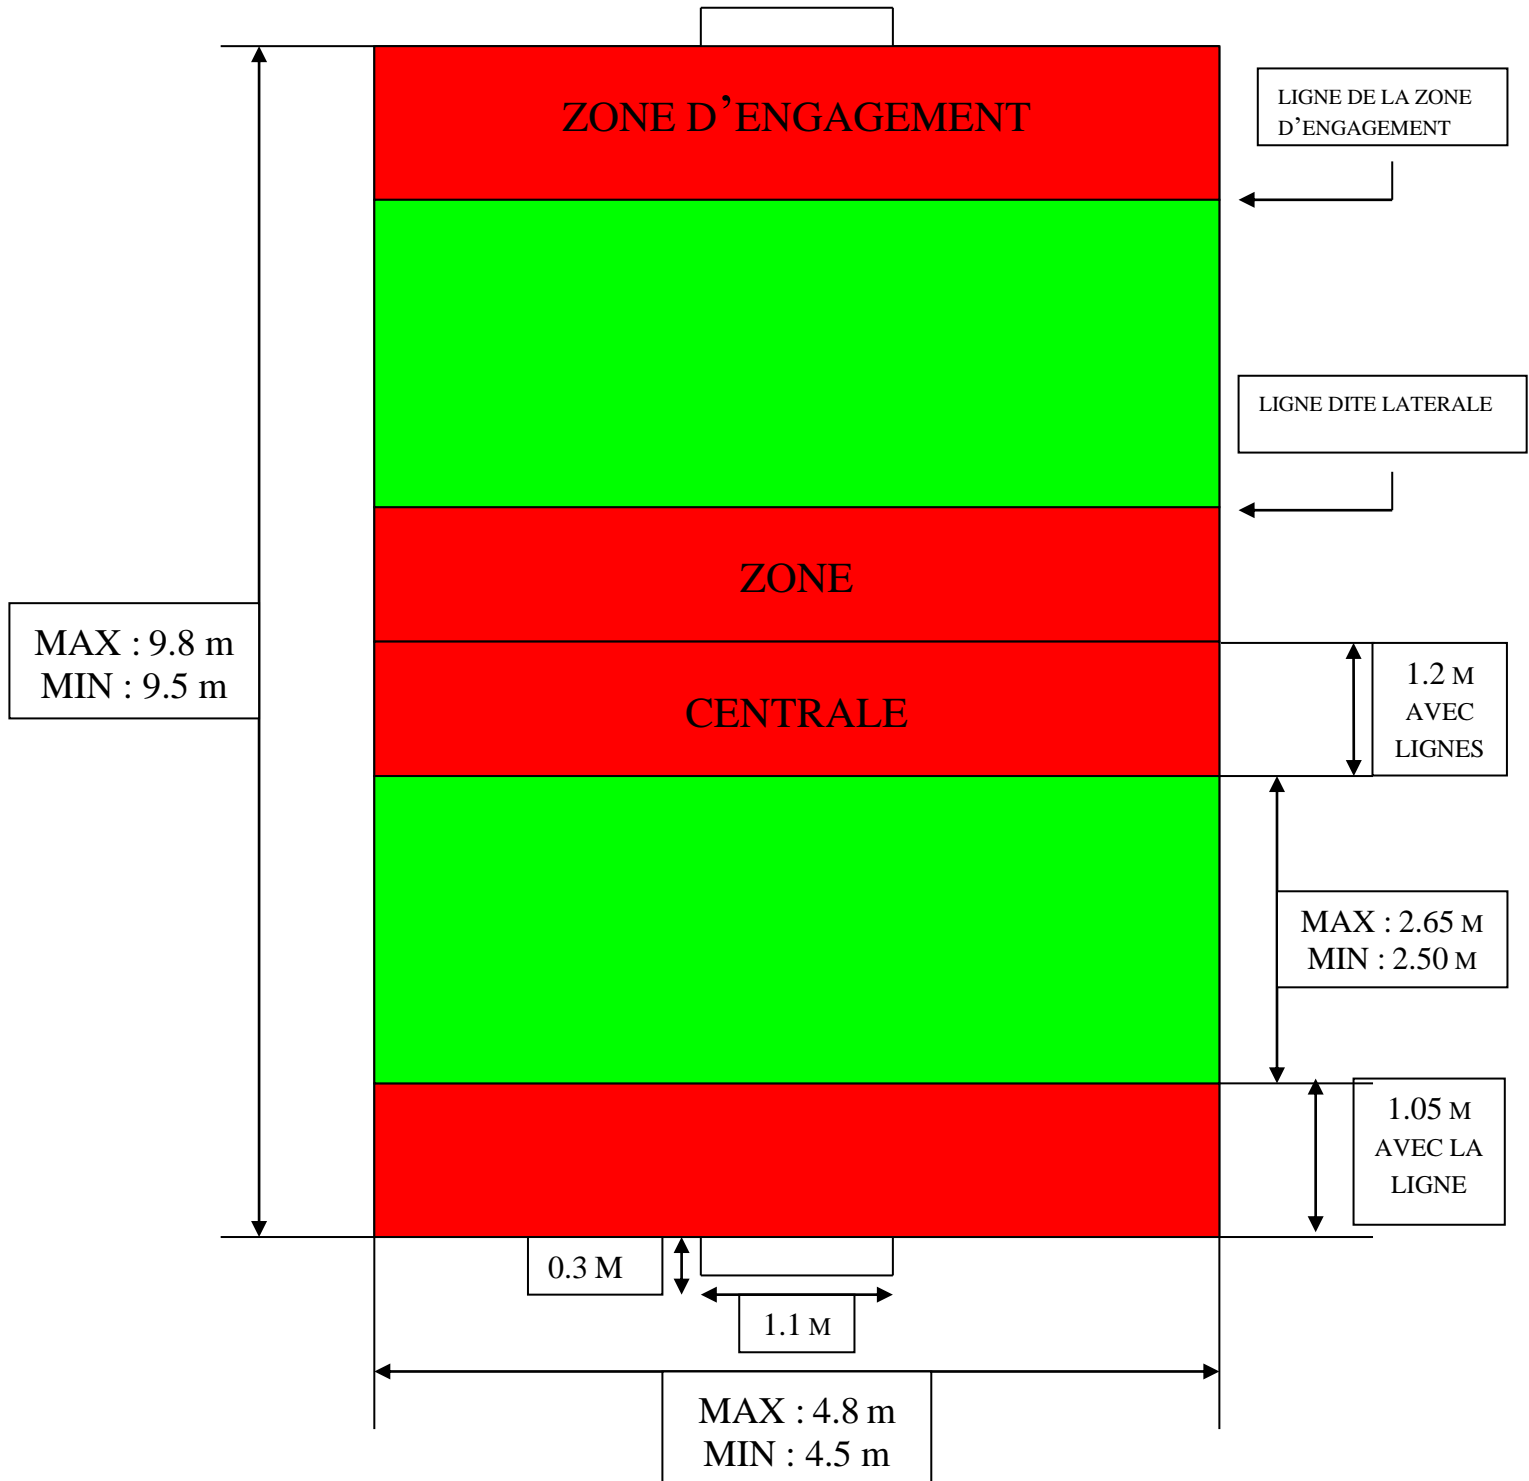 ZONE D’ENGAGEMENT
LIGNE DE LA ZONE
D’ENGAGEMENT
LIGNE DITE LATERALE
ZONE
MAX : 9.8 m
MIN : 9.5 m
CENTRALE
1.2 M
AVEC
LIGNES
MAX : 2.65 M
MIN : 2.50 M
1.05 M
AVEC LA
LIGNE
0.3 M
1.1 M
MAX : 4.8 m
MIN : 4.5 m